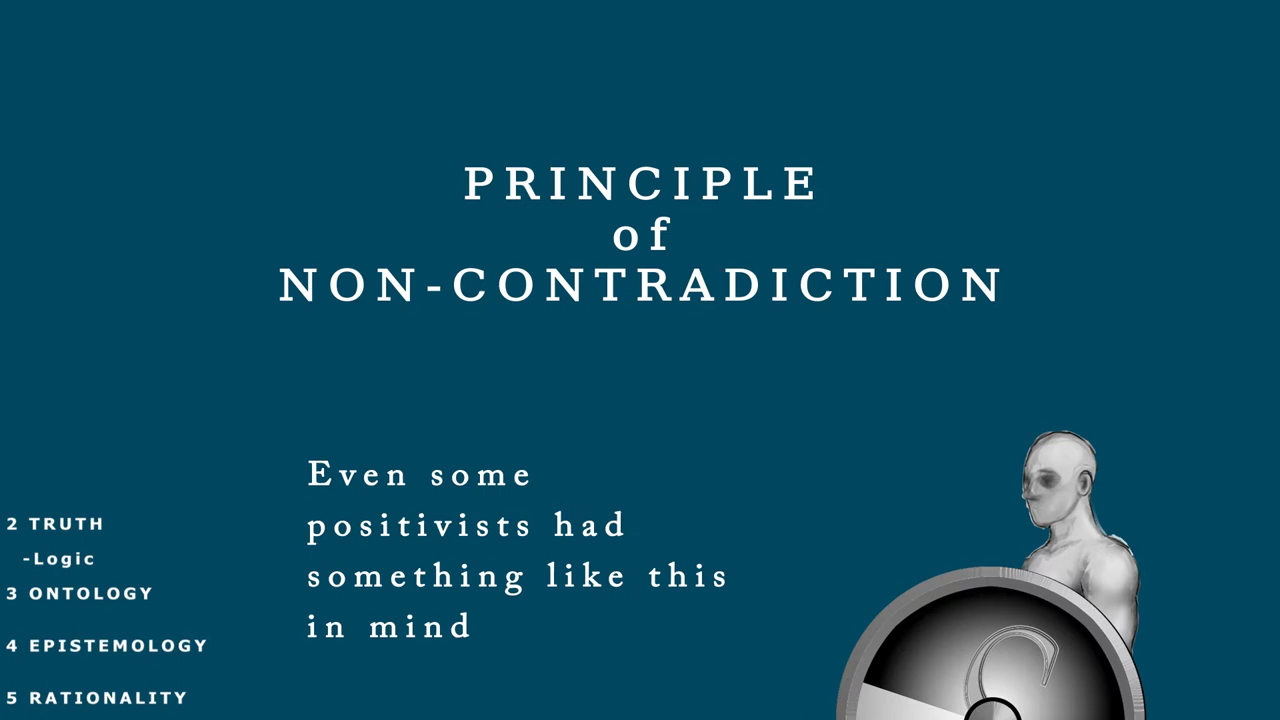 PRINCIPLE
of
NON-CONTRADICTION
Even some
positivists had
something like this
in mind
2 TRUTH
-Logic
3 ONTOLOGY
4 EPISTEMOLOGY
5 RATIONALITY